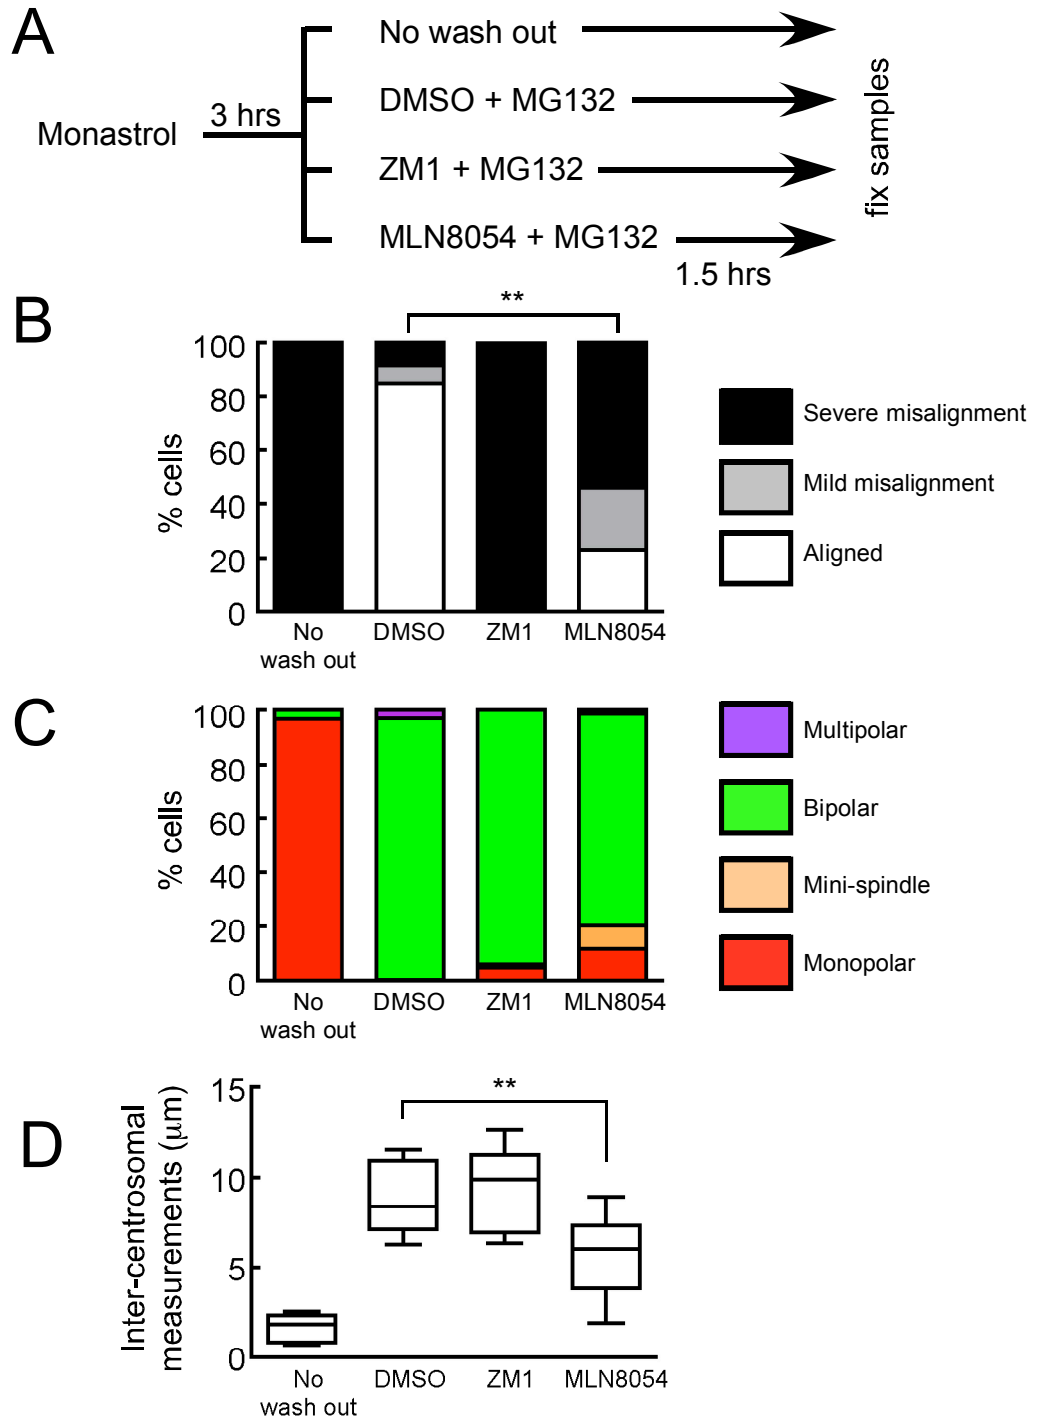 A
Monastrol
3 hrs
No wash out
DMSO + MG132
ZM1 + MG132
MLN8054 + MG132
1.5 hrs
fix samples
B
**
% cells
100
80
60
40
20
0
No
wash out
DMSO
ZM1
MLN8054
Severe misalignment
Mild misalignment
Aligned
C
% cells
100
80
60
40
20
0
No
wash out
DMSO
ZM1
MLN8054
Multipolar
Bipolar
Mini-spindle
Monopolar
D
**
Inter-centrosomal
measurements (μm)
15
10
5
0
No
wash out
DMSO
ZM1
MLN8054